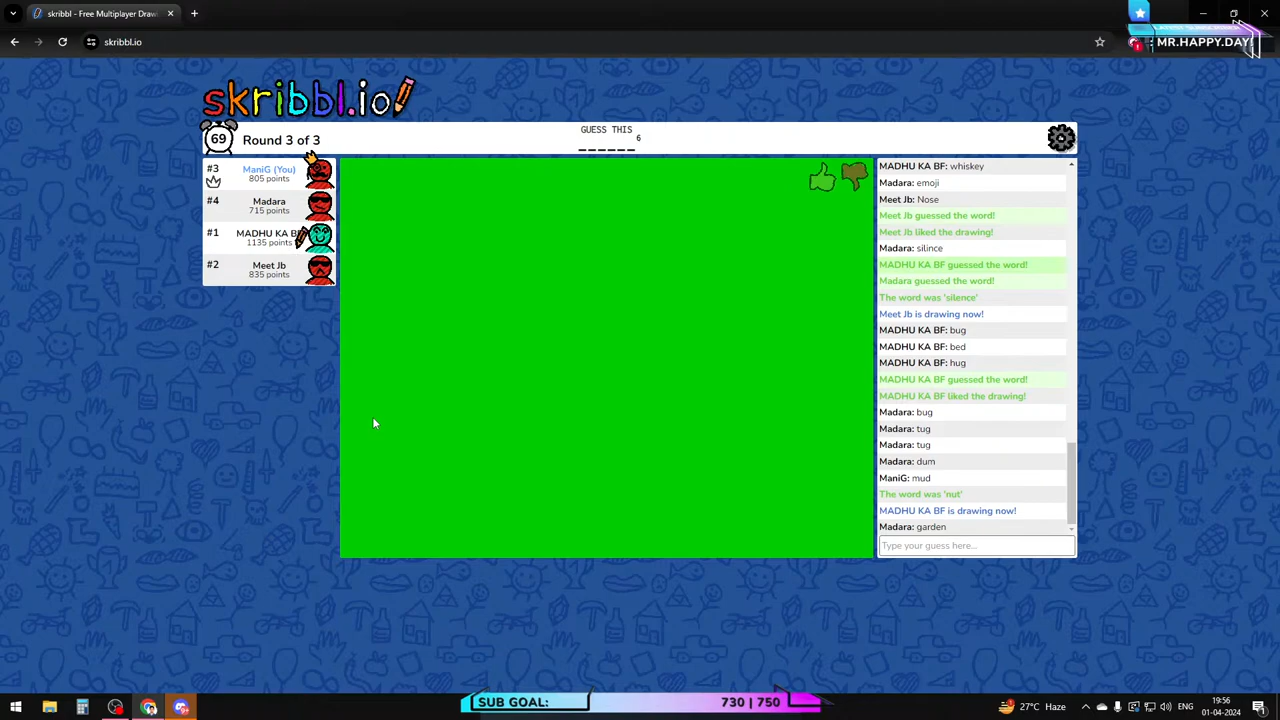 skribbl - Free Multiplayer Draw
skribbl.io
MR.HAPPY.DAY!
skribbl.io
69
Round 3 of 3
GUESS THIS
______ 6
#3 ManiG (You)
805 points
#4 Madara
715 points
#1 MADHU KA BF
1135 points
#2 Meet Jb
835 points
MADHU KA BF: whiskey
Madara: emoji
Meet Jb: Nose
Meet Jb guessed the word!
Meet Jb liked the drawing!
Madara: silince
MADHU KA BF guessed the word!
Madara guessed the word!
The word was 'silence'
Meet Jb is drawing now!
MADHU KA BF: bug
MADHU KA BF: bed
MADHU KA BF: hug
MADHU KA BF guessed the word!
MADHU KA BF liked the drawing!
Madara: bug
Madara: tug
Madara: tug
Madara: dum
ManiG: mud
The word was 'nut'
MADHU KA BF is drawing now!
Madara: garden
Type your guess here...
SUB GOAL: 730 | 750
27°C Haze
ENG
19:56
01-04-2024